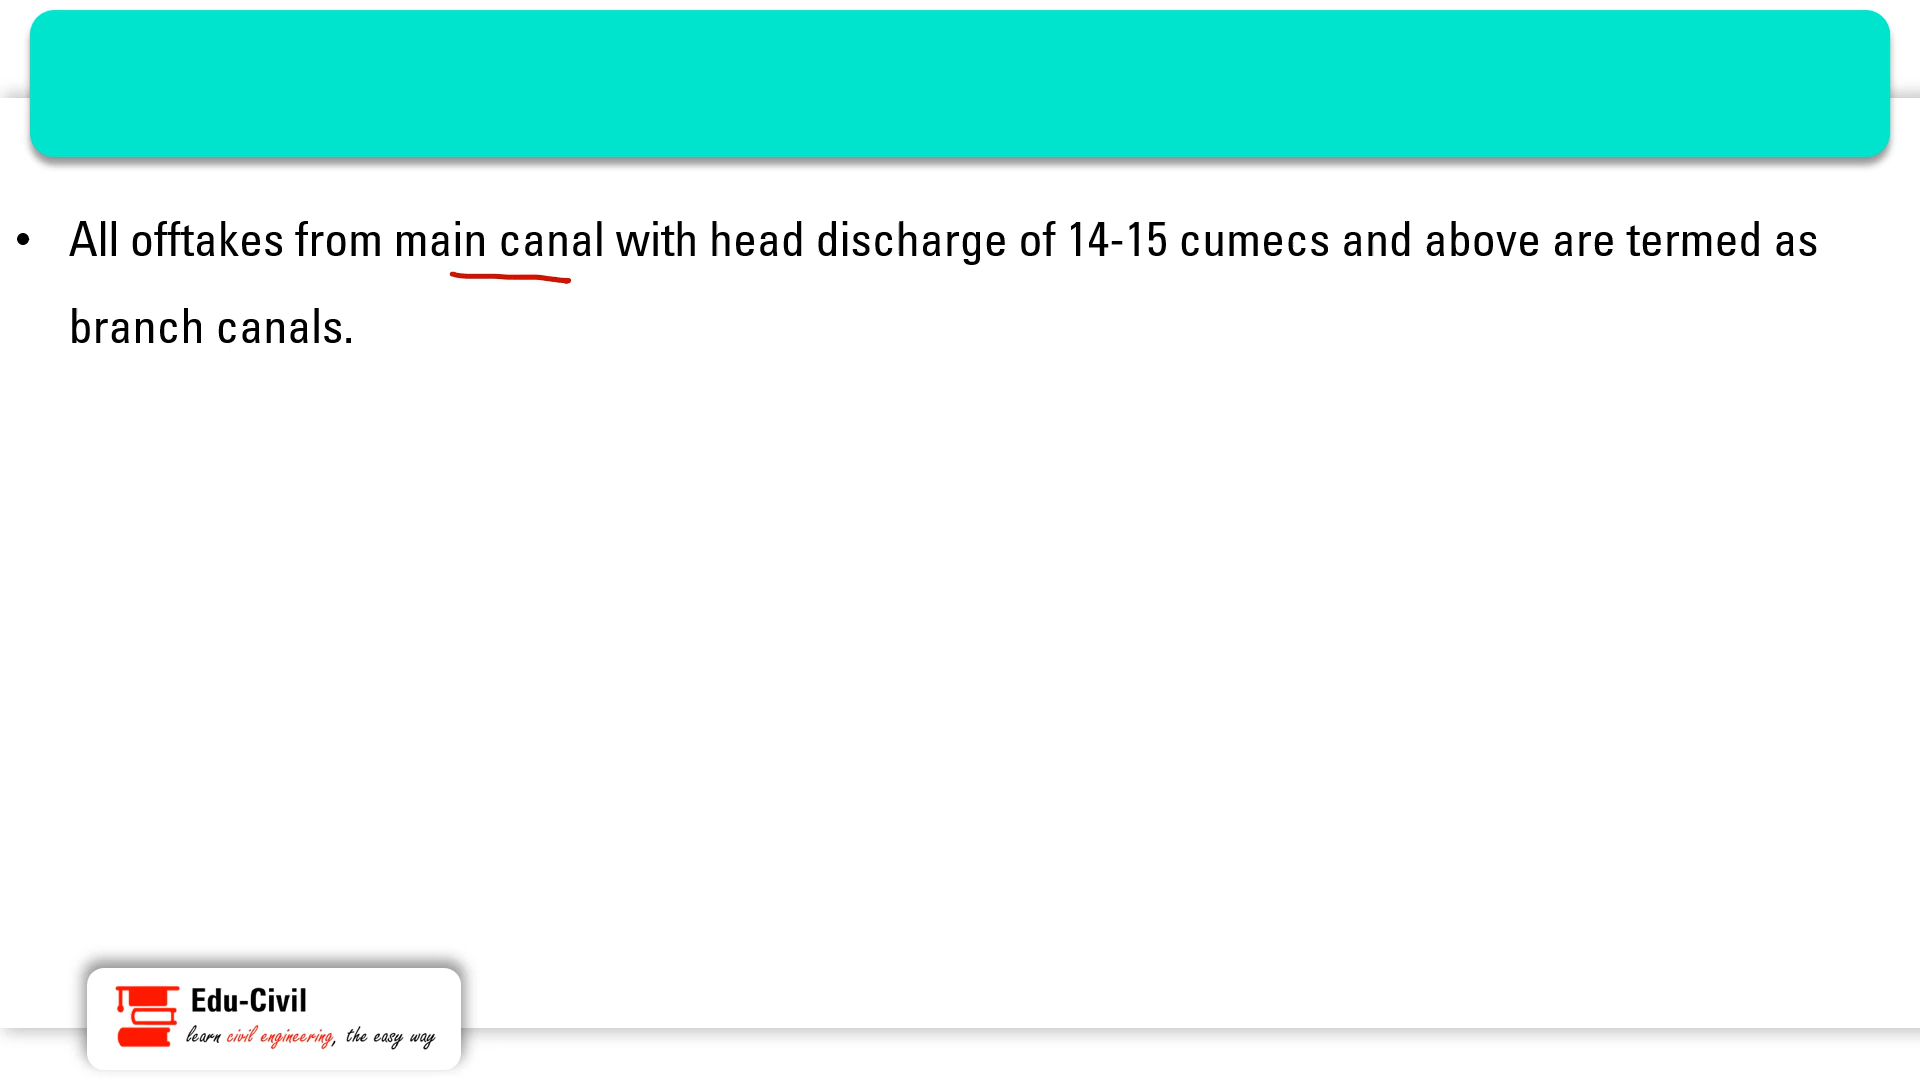 • All offtakes from main canal with head discharge of 14-15 cumecs and above are termed as
branch canals.
Edu-Civil
learn civil engineering, the easy way